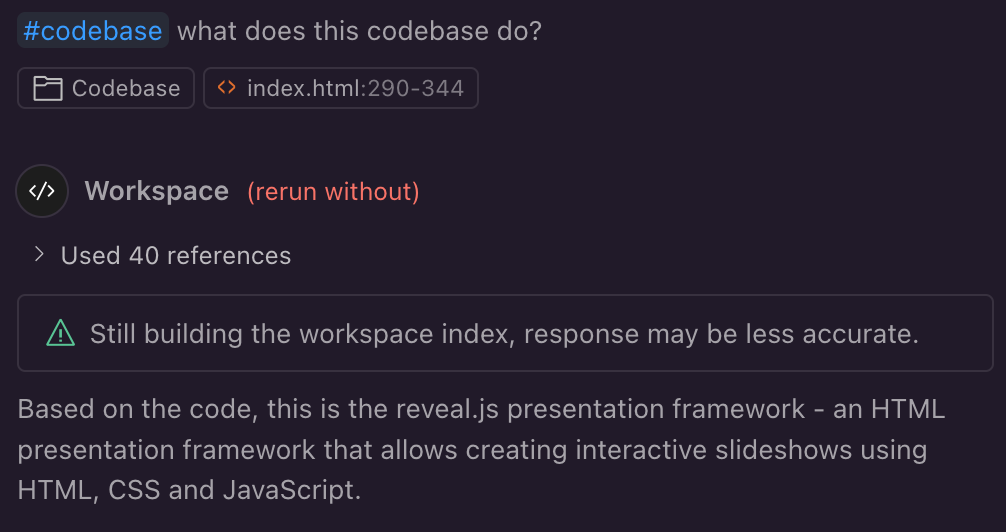 #codebase what does this codebase do?
Codebase <> index.html:290-344
</> Workspace (rerun without)
> Used 40 references
Still building the workspace index, response may be less accurate.
Based on the code, this is the reveal.js presentation framework - an HTML
presentation framework that allows creating interactive slideshows using
HTML, CSS and JavaScript.